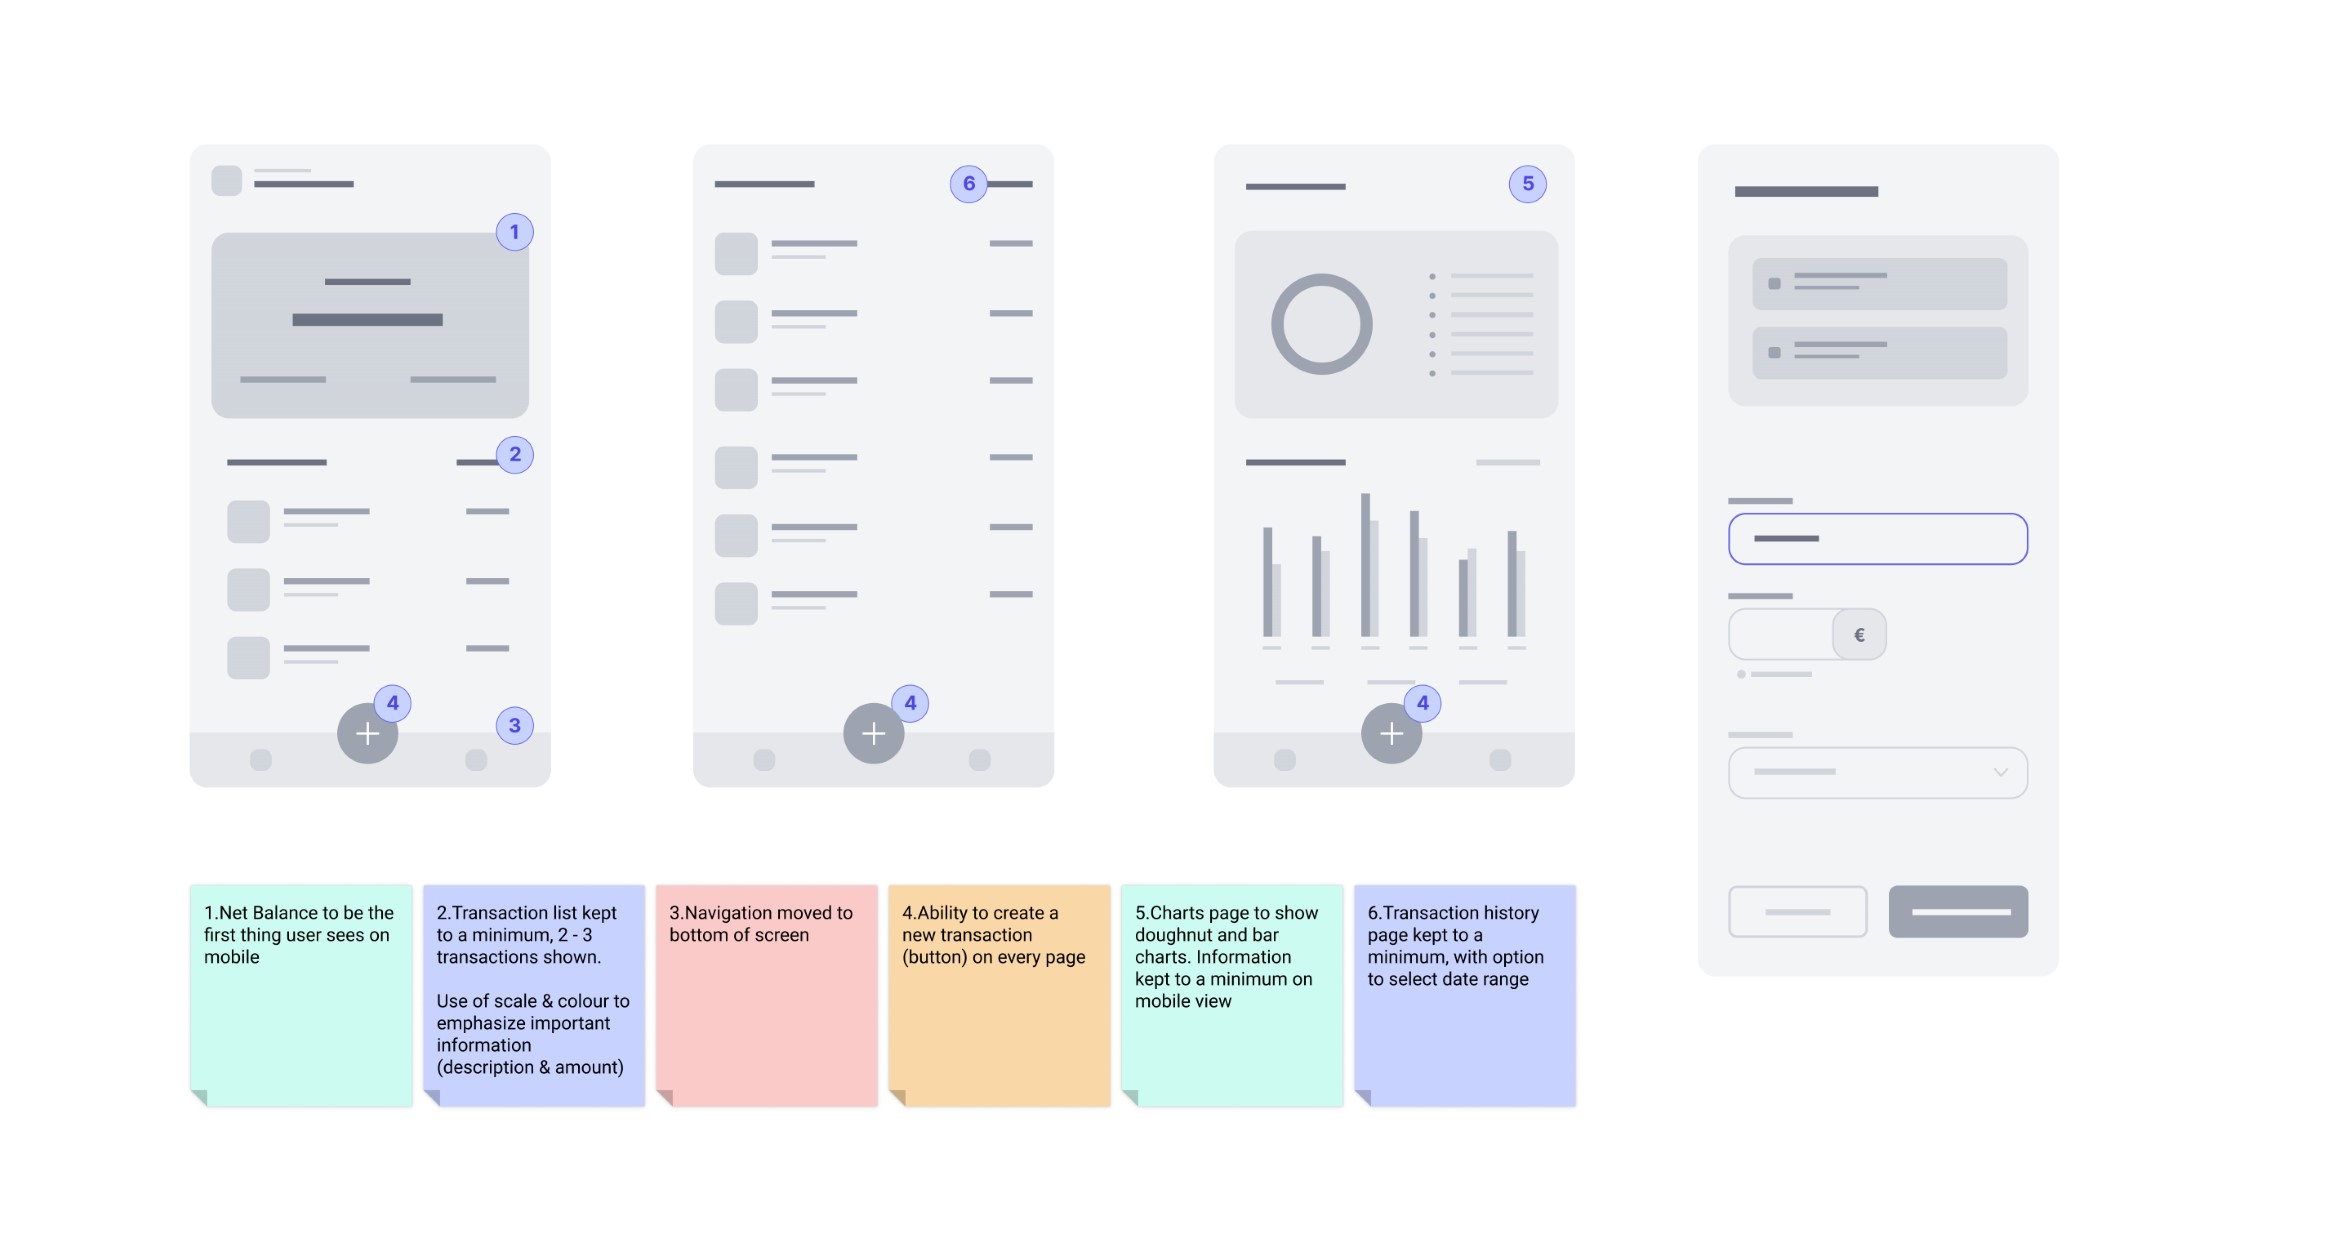 1
2
3
4
6
4
5
4
€
1.Net Balance to be the
first thing user sees on
mobile
2.Transaction list kept
to a minimum, 2 - 3
transactions shown.
Use of scale & colour to
emphasize important
information
(description & amount)
3.Navigation moved to
bottom of screen
4.Ability to create a
new transaction
(button) on every page
5.Charts page to show
doughnut and bar
charts. Information
kept to a minimum on
mobile view
6.Transaction history
page kept to a
minimum, with option
to select date range